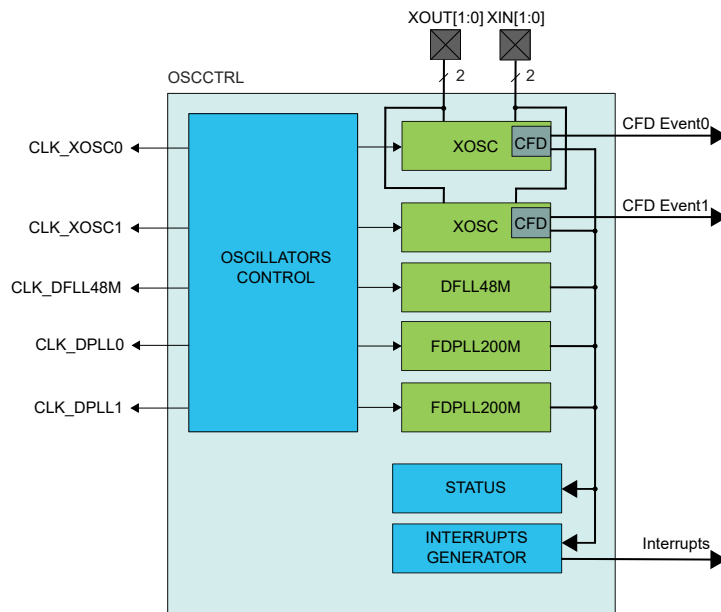 XOUT[1:0] XIN[1:0]
2 2
OSCCTRL
CLK_XOSC0
XOSC
CFD
CFD Event0
CLK_XOSC1
XOSC
CFD
CFD Event1
OSCILLATORS
CONTROL
CLK_DFLL48M
DFLL48M
CLK_DPLL0
FDPLL200M
CLK_DPLL1
FDPLL200M
STATUS
INTERRUPTS
GENERATOR
Interrupts